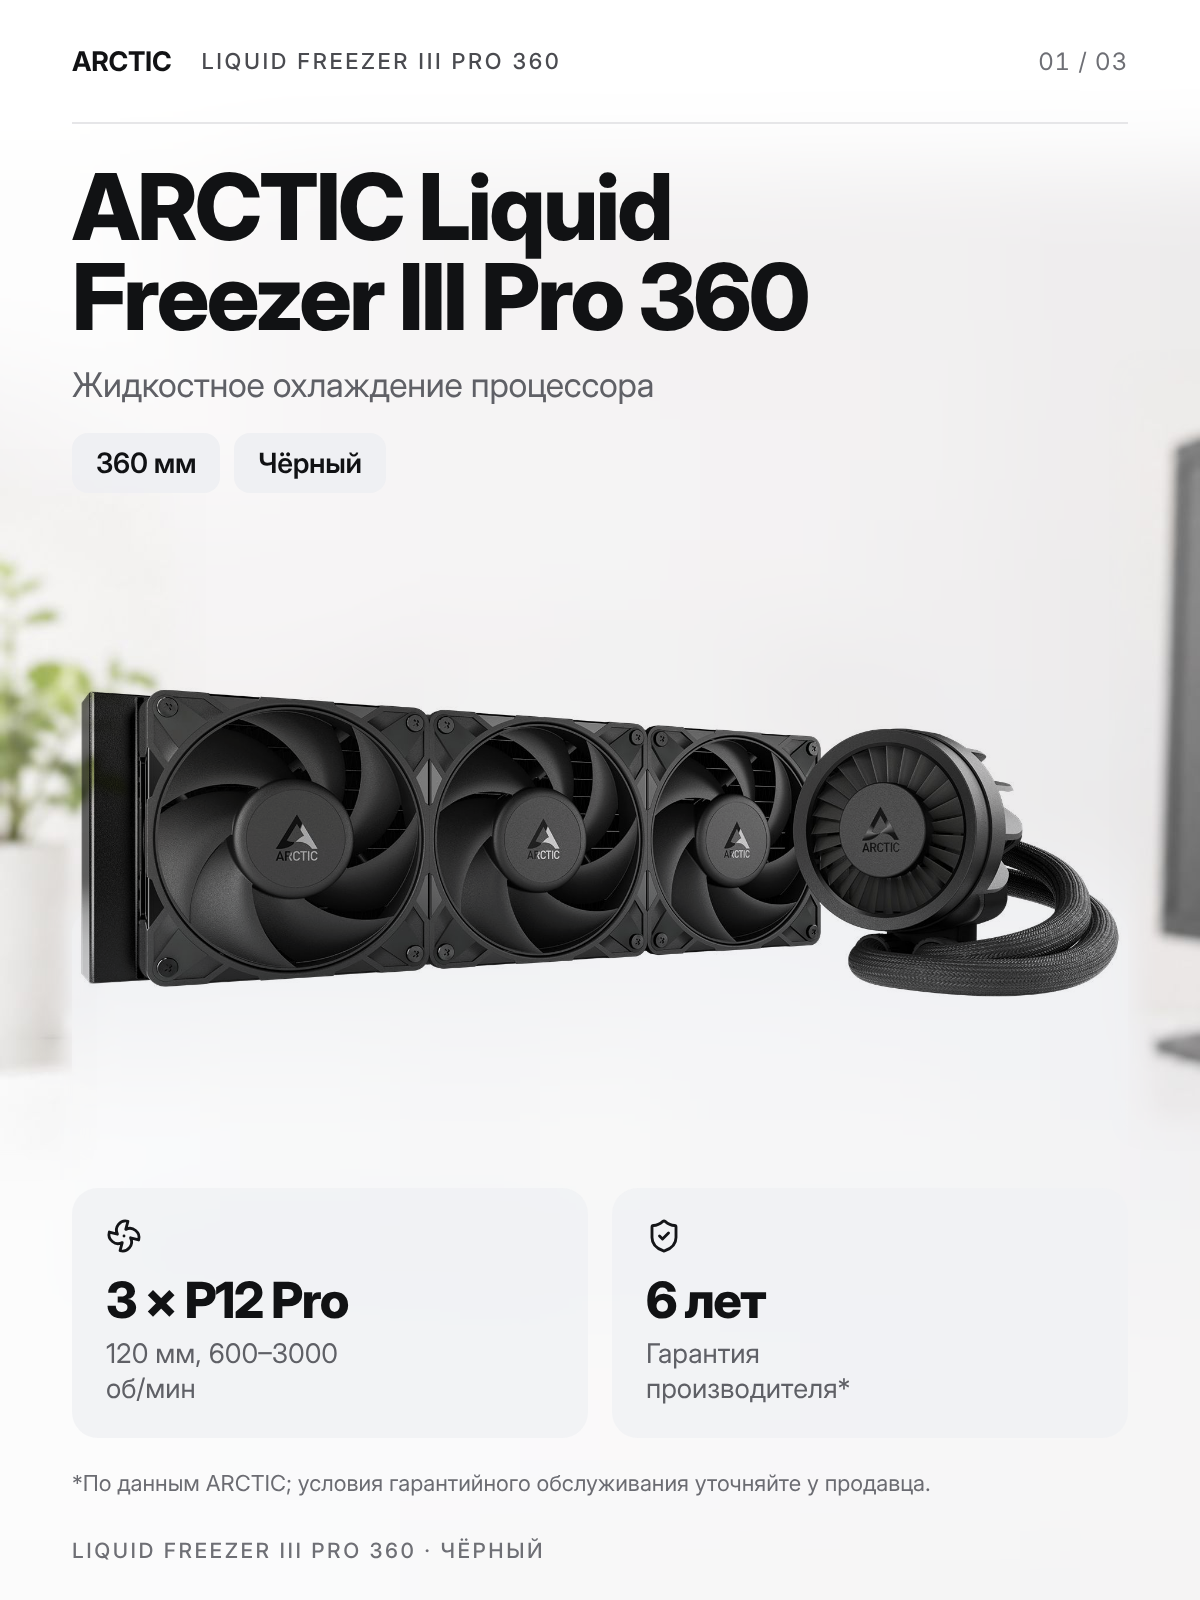 ARCTIC LIQUID FREEZER III PRO 360 01 / 03
ARCTIC Liquid
Freezer III Pro 360
Жидкостное охлаждение процессора
360 мм Чёрный
ARCTIC ARCTIC ARCTIC ARCTIC
3 × P12 Pro
120 мм, 600–3000
об/мин
6 лет
Гарантия
производителя*
*По данным ARCTIC; условия гарантийного обслуживания уточняйте у продавца.
LIQUID FREEZER III PRO 360 · ЧЁРНЫЙ